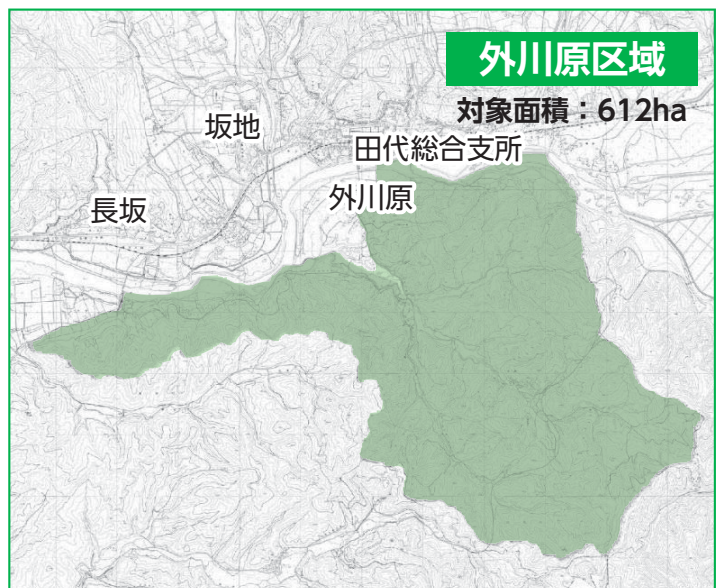 外川原区域
対象面積：612ha
坂地
田代総合支所
長坂
外川原